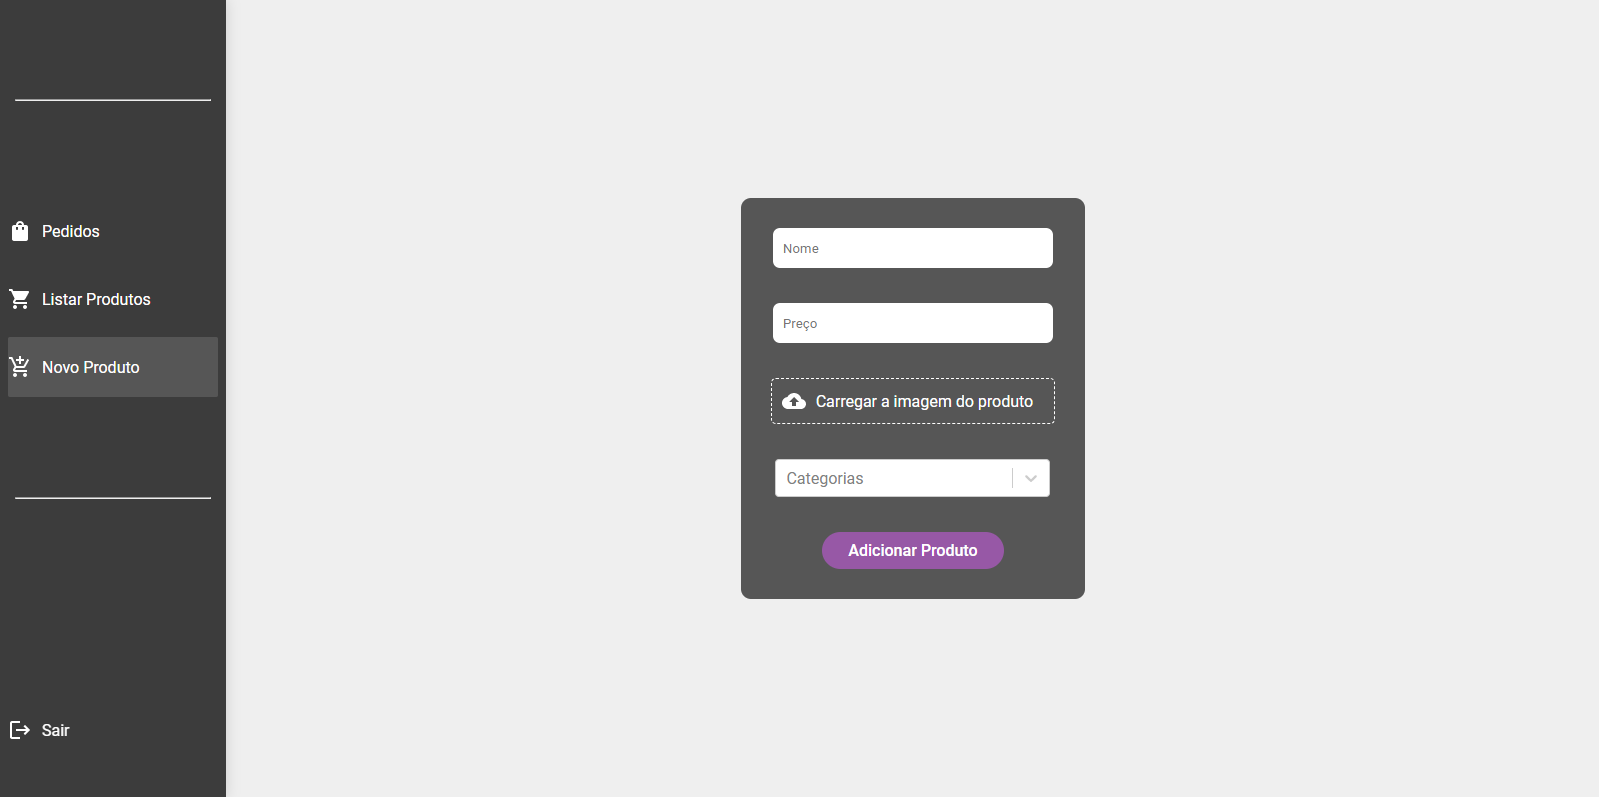 Pedidos
Listar Produtos
Novo Produto
Sair
Nome
Preço
Carregar a imagem do produto
Categorias
Adicionar Produto